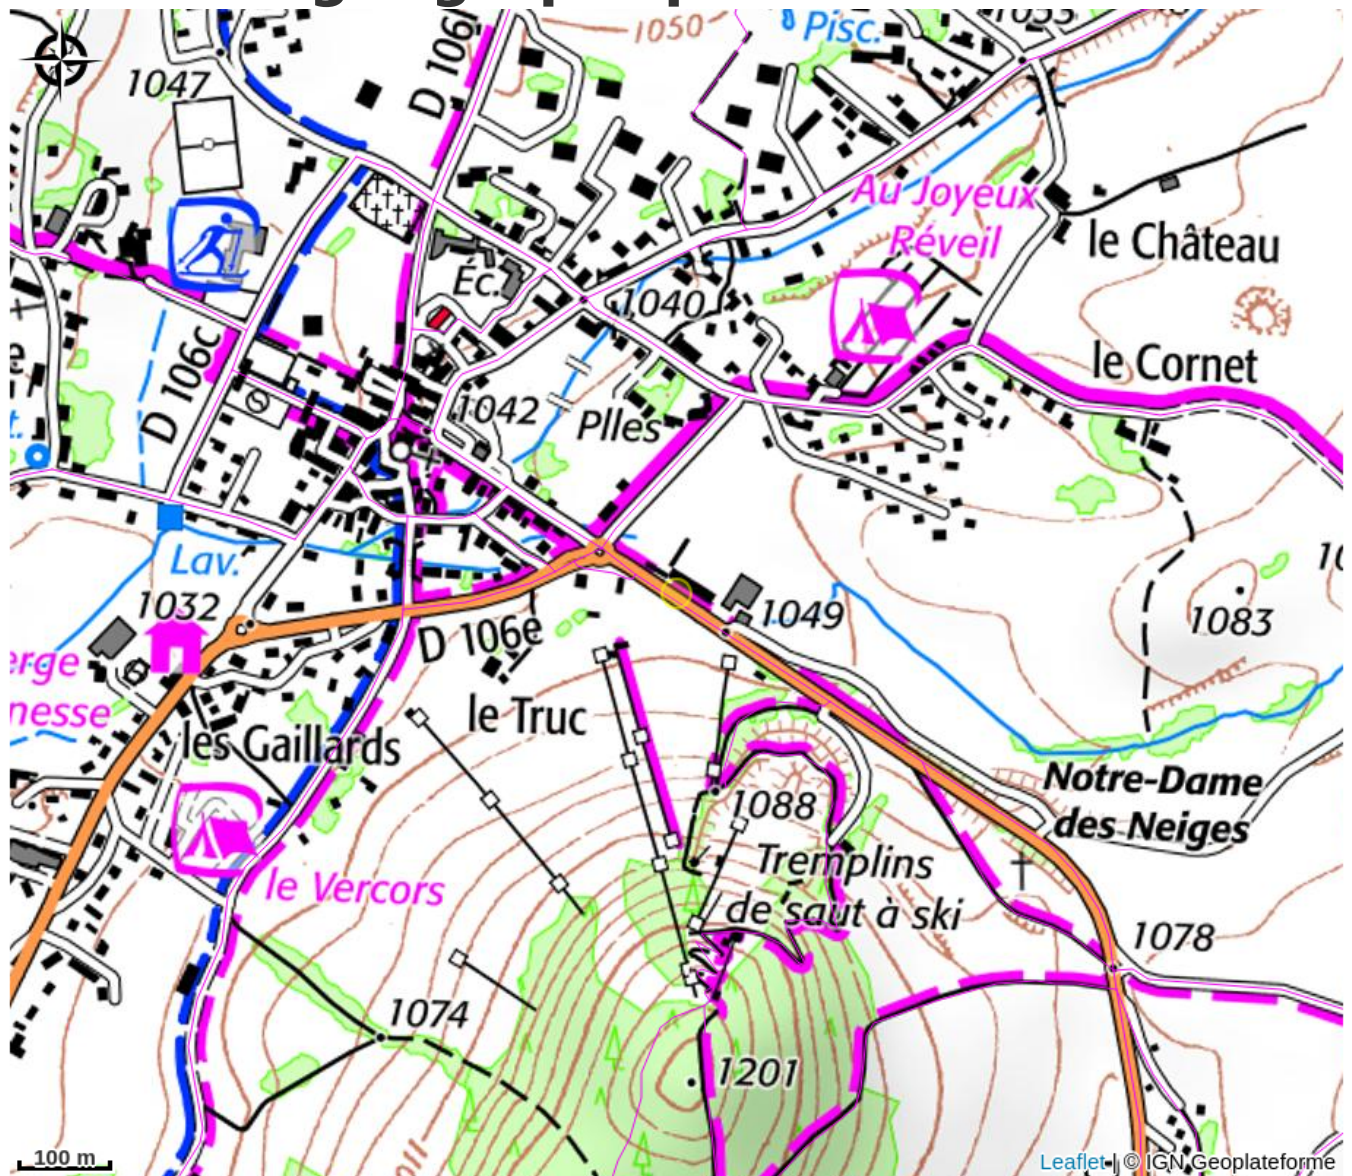 1050
Pisc.
1047
D 106
Au Joyeux
Réveil
le Château
Éc.
1040
le Cornet
D 106c
1042
Plles
t.
Lav.
1032
1049
1083
D 106e
erge
nesse
le Truc
les Gaillards
Notre-Dame
des Neiges
1088
Tremplins
de saut à ski
le Vercors
1078
1074
1201
100 m
Leaflet | © IGN Geoplateforme